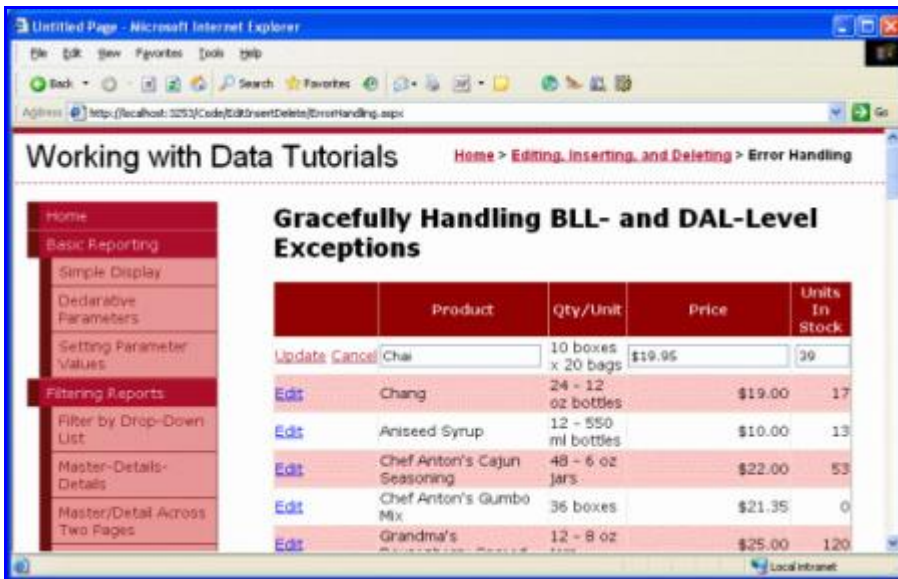 Untitled Page - Microsoft Internet Explorer
File Edit View Favorites Tools Help
Back Search Favorites
Address http://localhost:3253/Code/EditInsertDelete/ErrorHandling.aspx Go
Working with Data Tutorials
Home > Editing, Inserting, and Deleting > Error Handling
Home
Basic Reporting
Simple Display
Declarative
Parameters
Setting Parameter
Values
Filtering Reports
Filter by Drop-Down
List
Master-Details-
Details
Master/Detail Across
Two Pages
Gracefully Handling BLL- and DAL-Level
Exceptions
Product Qty/Unit Price Units In Stock
Update Cancel Chai 10 boxes x 20 bags $19.95 39
Edit Chang 24 - 12 oz bottles $19.00 17
Edit Aniseed Syrup 12 - 550 ml bottles $10.00 13
Edit Chef Anton's Cajun Seasoning 48 - 6 oz jars $22.00 53
Edit Chef Anton's Gumbo Mix 36 boxes $21.35 0
Edit Grandma's 12 - 8 oz $25.00 120
Local intranet